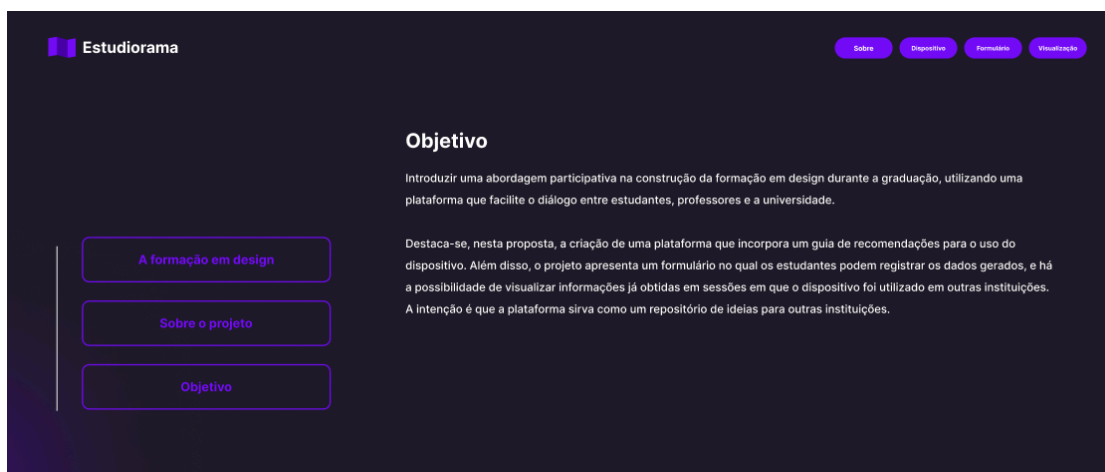 Estudiorama
Sobre
Dispositivo
Formulário
Visualização
Objetivo
Introduzir uma abordagem participativa na construção da formação em design durante a graduação, utilizando uma
plataforma que facilite o diálogo entre estudantes, professores e a universidade.
Destaca-se, nesta proposta, a criação de uma plataforma que incorpora um guia de recomendações para o uso do
dispositivo. Além disso, o projeto apresenta um formulário no qual os estudantes podem registrar os dados gerados, e há
a possibilidade de visualizar informações já obtidas em sessões em que o dispositivo foi utilizado em outras instituições.
A intenção é que a plataforma sirva como um repositório de ideias para outras instituições.
A formação em design
Sobre o projeto
Objetivo